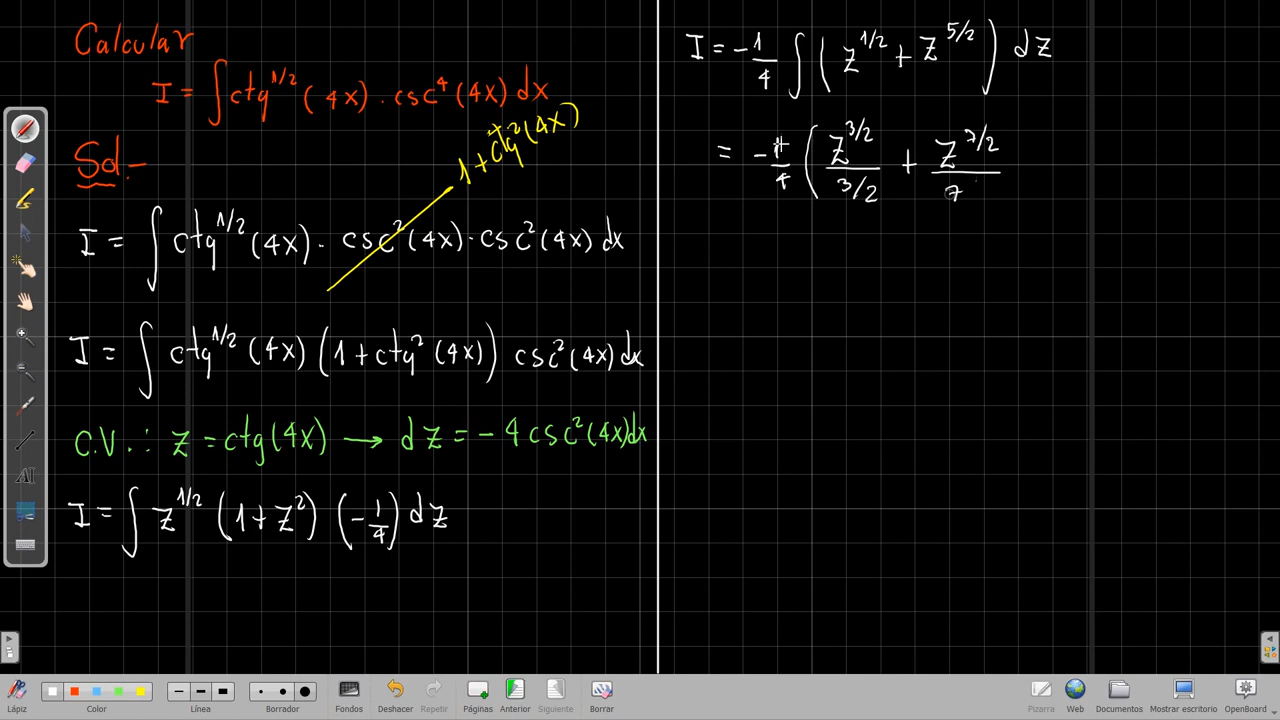 Calcular
I = ∫ ctg^1/2 (4x) . csc^4 (4x) dx
Sol.-
1 + ctg^2 (4x)
I = ∫ ctg^1/2 (4x) . csc^2 (4x) . csc^2 (4x) dx
I = ∫ ctg^1/2 (4x) (1 + ctg^2 (4x)) csc^2 (4x) dx
C.V. ∴ z = ctg(4x) → dz = -4 csc^2 (4x) dx
I = ∫ z^1/2 (1 + z^2) (-1/4) dz
I = -1/4 ∫ (z^1/2 + z^5/2) dz
= -1/4 ( z^3/2 / 3/2 + z^7/2 / 7
Lápiz
Color
Línea
Borrador
Fondos
Deshacer
Repetir
Páginas
Anterior
Siguiente
Borrar
Pizarra
Web
Documentos
Mostrar escritorio
OpenBoard